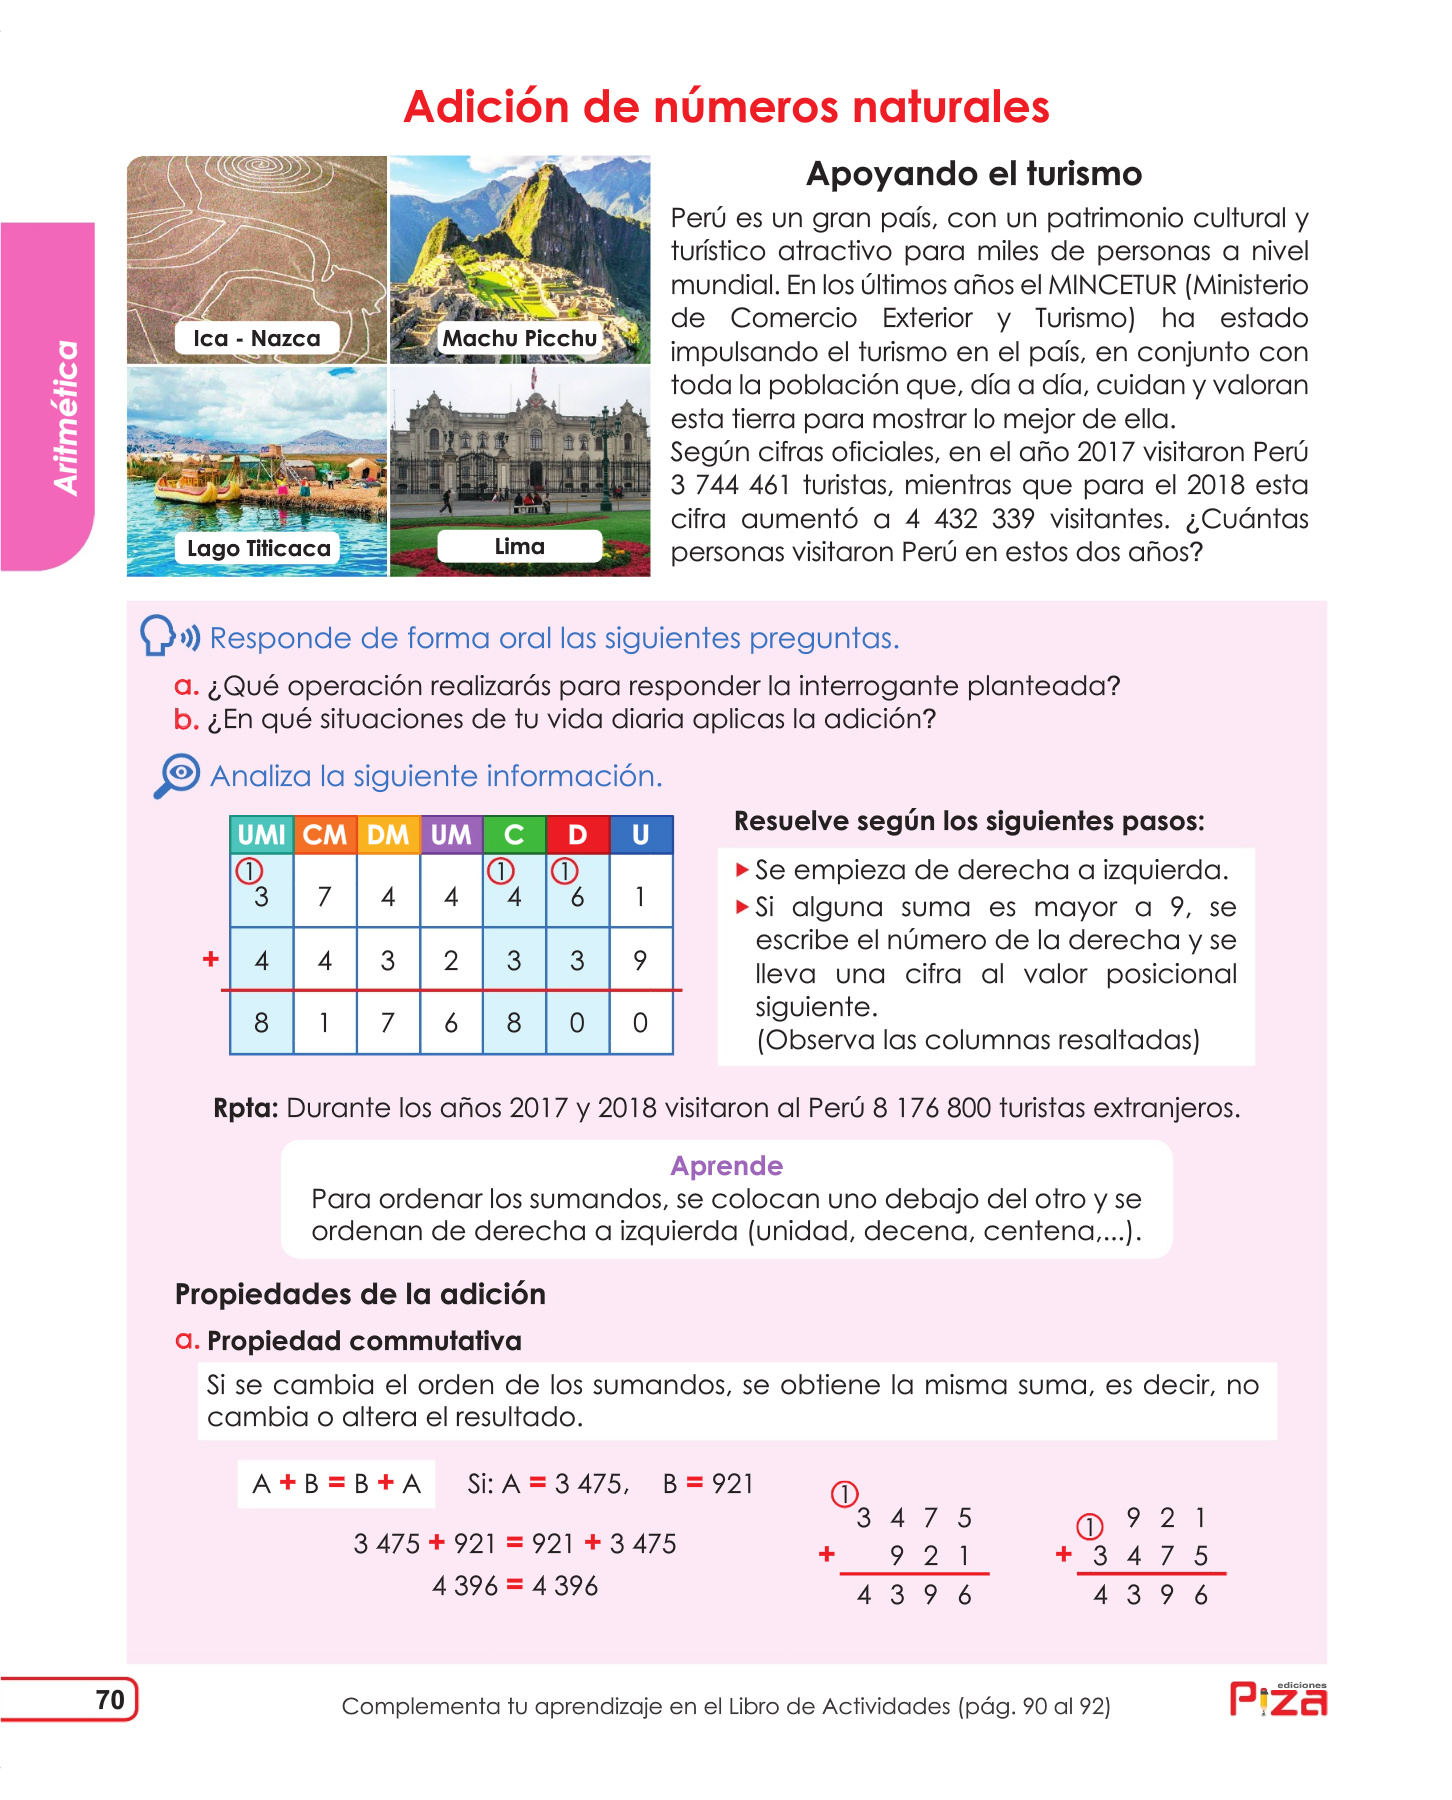 Adición de números naturales
Aritmética
Ica - Nazca
Machu Picchu
Lago Titicaca
Lima
Apoyando el turismo
Perú es un gran país, con un patrimonio cultural y
turístico atractivo para miles de personas a nivel
mundial. En los últimos años el MINCETUR (Ministerio
de Comercio Exterior y Turismo) ha estado
impulsando el turismo en el país, en conjunto con
toda la población que, día a día, cuidan y valoran
esta tierra para mostrar lo mejor de ella.
Según cifras oficiales, en el año 2017 visitaron Perú
3 744 461 turistas, mientras que para el 2018 esta
cifra aumentó a 4 432 339 visitantes. ¿Cuántas
personas visitaron Perú en estos dos años?
Responde de forma oral las siguientes preguntas.
a. ¿Qué operación realizarás para responder la interrogante planteada?
b. ¿En qué situaciones de tu vida diaria aplicas la adición?
Analiza la siguiente información.
UMI CM DM UM C D U
1 1 1
3 7 4 4 4 6 1
+ 4 4 3 2 3 3 9
8 1 7 6 8 0 0
Resuelve según los siguientes pasos:
Se empieza de derecha a izquierda.
Si alguna suma es mayor a 9, se
escribe el número de la derecha y se
lleva una cifra al valor posicional
siguiente.
(Observa las columnas resaltadas)
Rpta: Durante los años 2017 y 2018 visitaron al Perú 8 176 800 turistas extranjeros.
Aprende
Para ordenar los sumandos, se colocan uno debajo del otro y se
ordenan de derecha a izquierda (unidad, decena, centena,...).
Propiedades de la adición
a. Propiedad commutativa
Si se cambia el orden de los sumandos, se obtiene la misma suma, es decir, no
cambia o altera el resultado.
A + B = B + A Si: A = 3 475, B = 921
3 475 + 921 = 921 + 3 475
4 396 = 4 396
1
3 4 7 5
+ 9 2 1
4 3 9 6
1 9 2 1
+ 3 4 7 5
4 3 9 6
70
Complementa tu aprendizaje en el Libro de Actividades (pág. 90 al 92)
ediciones
Piza